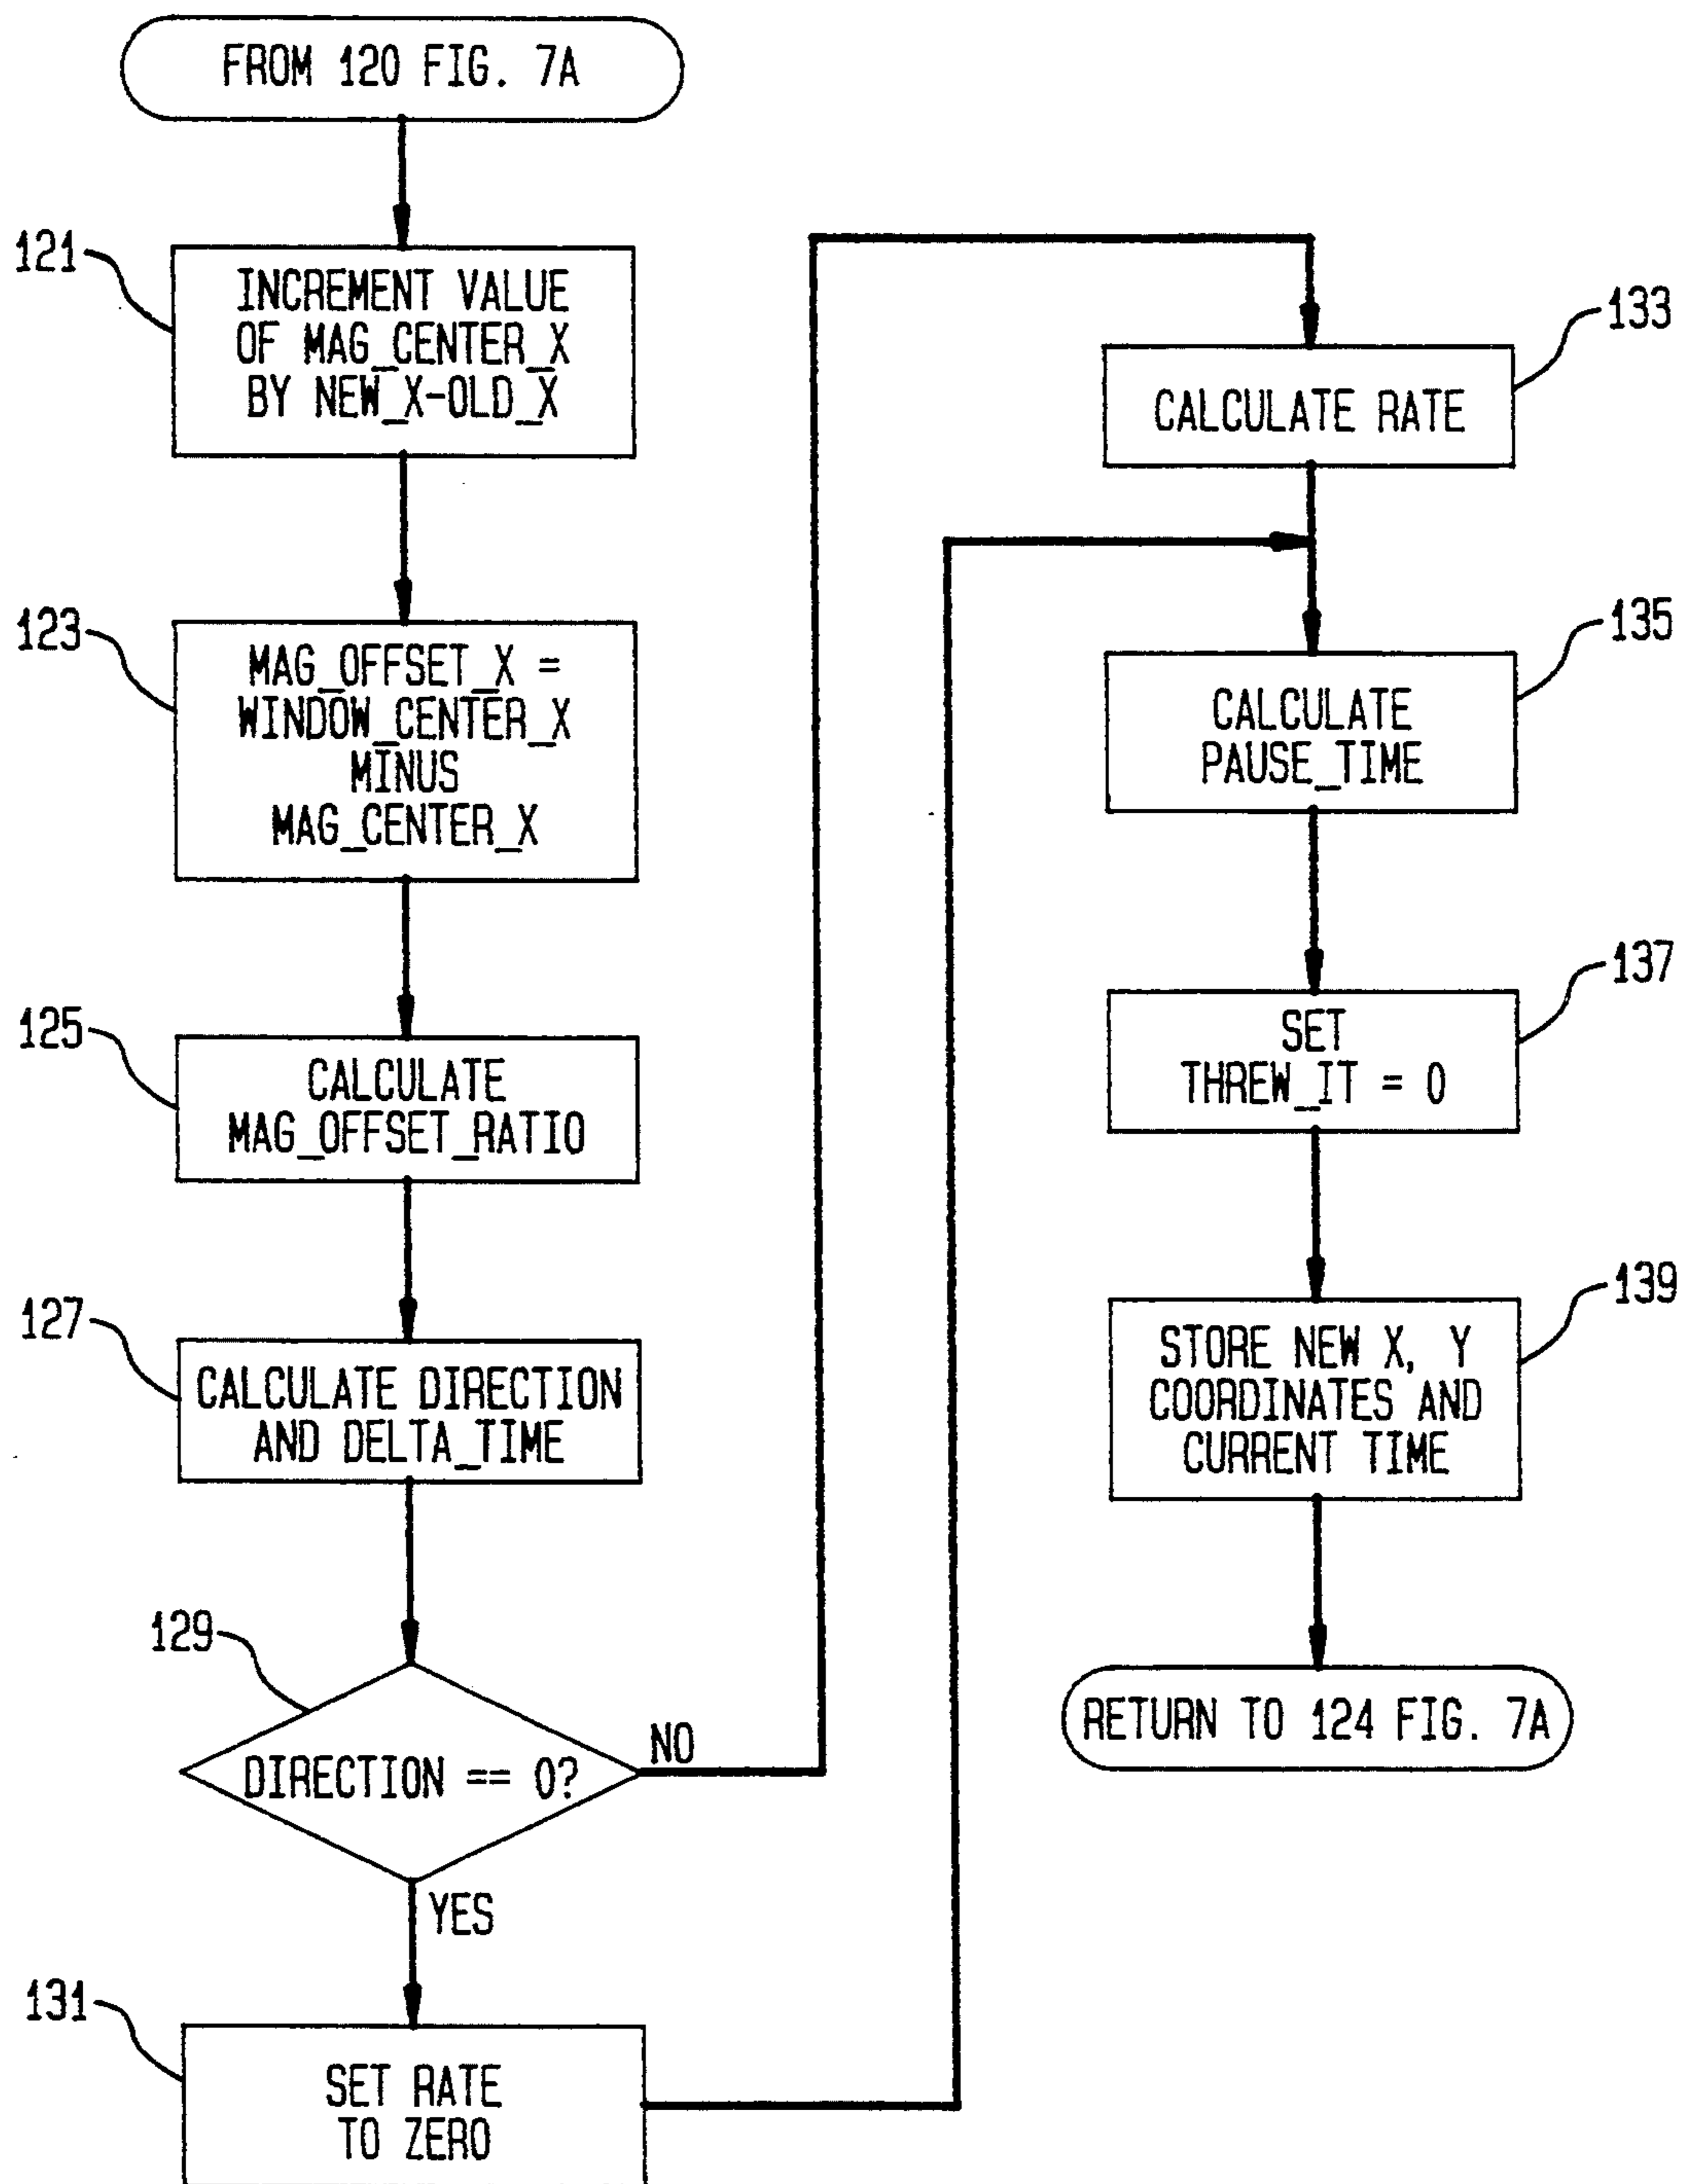 FROM 120 FIG. 7A
121
INCREMENT VALUE
OF MAG_CENTER_X
BY NEW_X-OLD_X
123
MAG_OFFSET_X =
WINDOW_CENTER_X
MINUS
MAG_CENTER_X
125
CALCULATE
MAG_OFFSET_RATIO
127
CALCULATE DIRECTION
AND DELTA_TIME
129
DIRECTION == 0?
NO
YES
131
SET RATE
TO ZERO
133
CALCULATE RATE
135
CALCULATE
PAUSE_TIME
137
SET
THREW_IT = 0
139
STORE NEW X, Y
COORDINATES AND
CURRENT TIME
RETURN TO 124 FIG. 7A